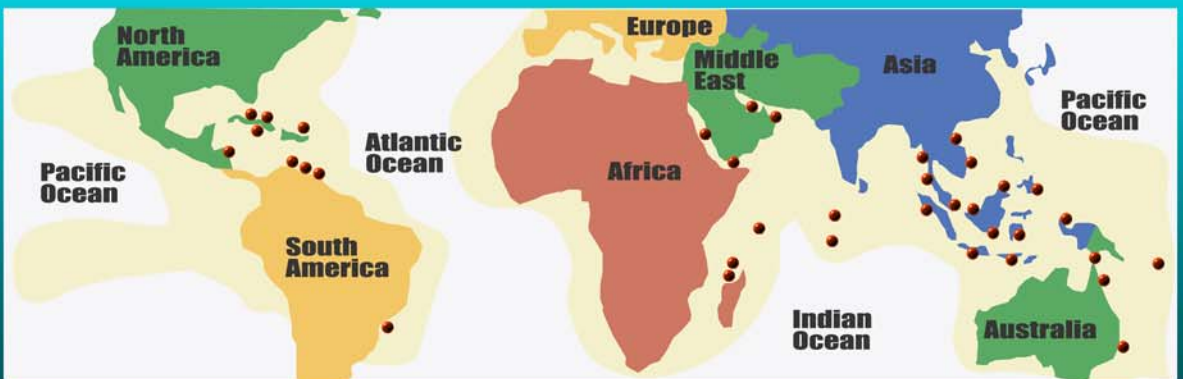 North
America
Europe
Middle
East
Asia
Pacific
Ocean
Atlantic
Ocean
Pacific
Ocean
Africa
South
America
Indian
Ocean
Australia